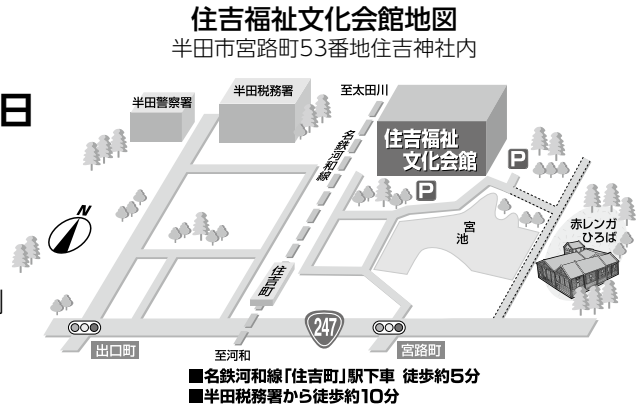 住吉福祉文化会館地図
半田市宮路町53番地住吉神社内
日
半田警察署
半田税務署
至太田川
名鉄河和線
住吉福祉
文化会館
P
P
N
宮池
赤レンガ
ひろば
住吉町
247
出口町
宮路町
至河和
■名鉄河和線「住吉町」駅下車 徒歩約5分
■半田税務署から徒歩約10分